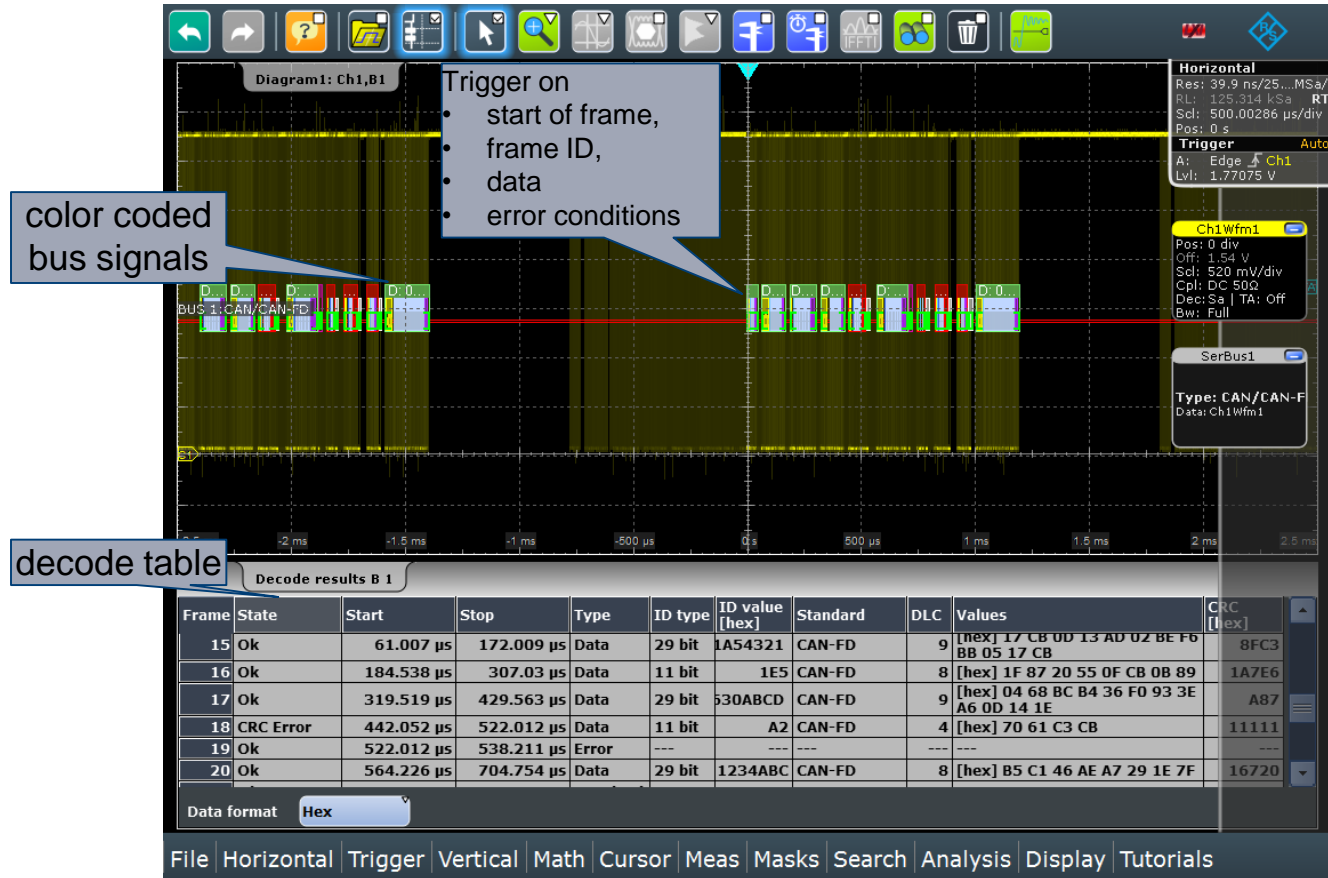 Diagram1: Ch1,B1
Trigger on
• start of frame,
• frame ID,
• data
• error conditions
color coded
bus signals
Horizontal
Res: 39.9 ns/25....MSa/
RL: 125.314 kSa RT
Scl: 500.00286 µs/div
Pos: 0 s
Trigger Auto
A: Edge Ch1
Lvl: 1.77075 V
Ch1Wfm1
Pos: 0 div
Off: 1.54 V
Scl: 520 mV/div
Cpl: DC 50Ω
Dec: Sa | TA: Off
Bw: Full
SerBus1
Type: CAN/CAN-F
Data: Ch1Wfm1
D... D... ... D:... ... D: 0...
D... D... D... ... D:... ... D: 0...
BUS 1:CAN/CAN-FD
C1
-2 ms -1.5 ms -1 ms -500 µs 0 s 500 µs 1 ms 1.5 ms 2 ms 2.5 ms
decode table
Decode results B 1
Frame State Start Stop Type ID type ID value [hex] Standard DLC Values CRC [hex]
15 Ok 61.007 µs 172.009 µs Data 29 bit 1A54321 CAN-FD 9 [hex] 17 CB 0D 13 AD 02 BE F6 BB 05 17 CB 8FC3
16 Ok 184.538 µs 307.03 µs Data 11 bit 1E5 CAN-FD 8 [hex] 1F 87 20 55 0F CB 0B 89 1A7E6
17 Ok 319.519 µs 429.563 µs Data 29 bit 530ABCD CAN-FD 9 [hex] 04 68 BC B4 36 F0 93 3E A6 0D 14 1E A87
18 CRC Error 442.052 µs 522.012 µs Data 11 bit A2 CAN-FD 4 [hex] 70 61 C3 CB 11111
19 Ok 522.012 µs 538.211 µs Error --- --- --- --- --- ---
20 Ok 564.226 µs 704.754 µs Data 29 bit 1234ABC CAN-FD 8 [hex] B5 C1 46 AE A7 29 1E 7F 16720
Data format Hex
File Horizontal Trigger Vertical Math Cursor Meas Masks Search Analysis Display Tutorials